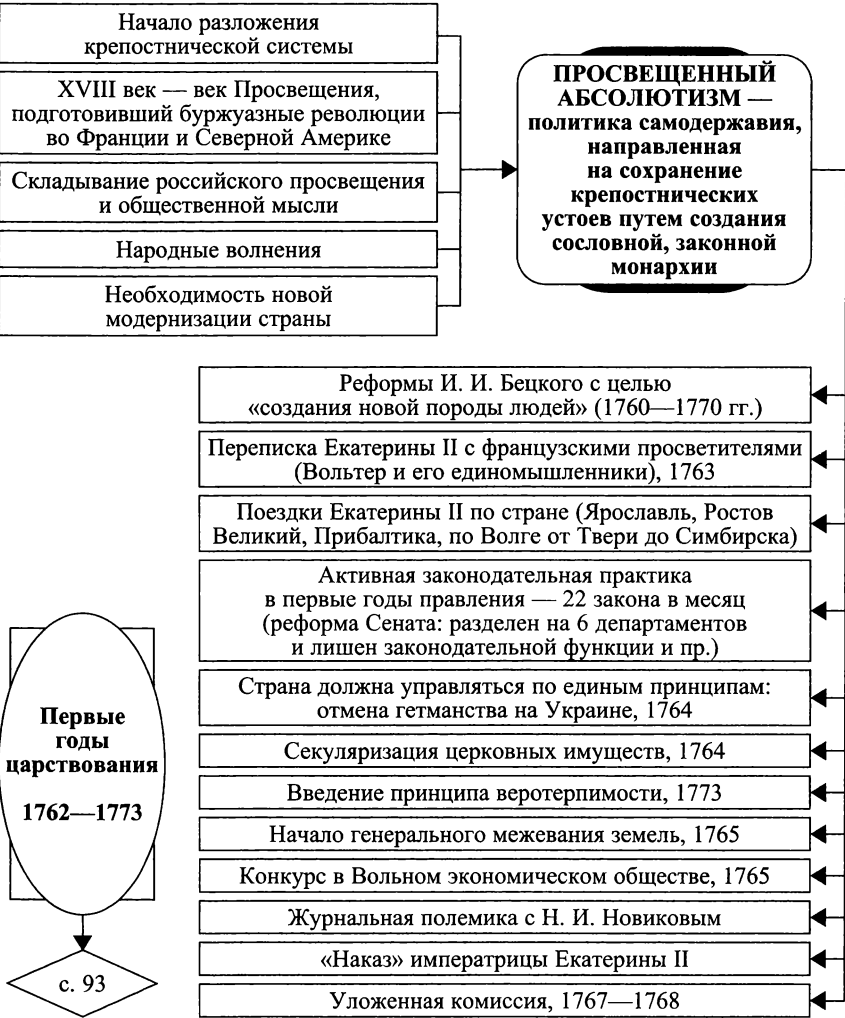 Начало разложения
крепостнической системы
XVIII век — век Просвещения,
подготовивший буржуазные революции
во Франции и Северной Америке
Складывание российского просвещения
и общественной мысли
Народные волнения
Необходимость новой
модернизации страны
ПРОСВЕЩЕННЫЙ
АБСОЛЮТИЗМ —
политика самодержавия,
направленная
на сохранение
крепостнических
устоев путем создания
сословной, законной
монархии
Реформы И. И. Бецкого с целью
«создания новой породы людей» (1760—1770 гг.)
Переписка Екатерины II с французскими просветителями
(Вольтер и его единомышленники), 1763
Поездки Екатерины II по стране (Ярославль, Ростов
Великий, Прибалтика, по Волге от Твери до Симбирска)
Активная законодательная практика
в первые годы правления — 22 закона в месяц
(реформа Сената: разделен на 6 департаментов
и лишен законодательной функции и пр.)
Страна должна управляться по единым принципам:
отмена гетманства на Украине, 1764
Секуляризация церковных имуществ, 1764
Введение принципа веротерпимости, 1773
Начало генерального межевания земель, 1765
Конкурс в Вольном экономическом обществе, 1765
Журнальная полемика с Н. И. Новиковым
«Наказ» императрицы Екатерины II
Уложенная комиссия, 1767—1768
Первые
годы
царствования
1762—1773
с. 93